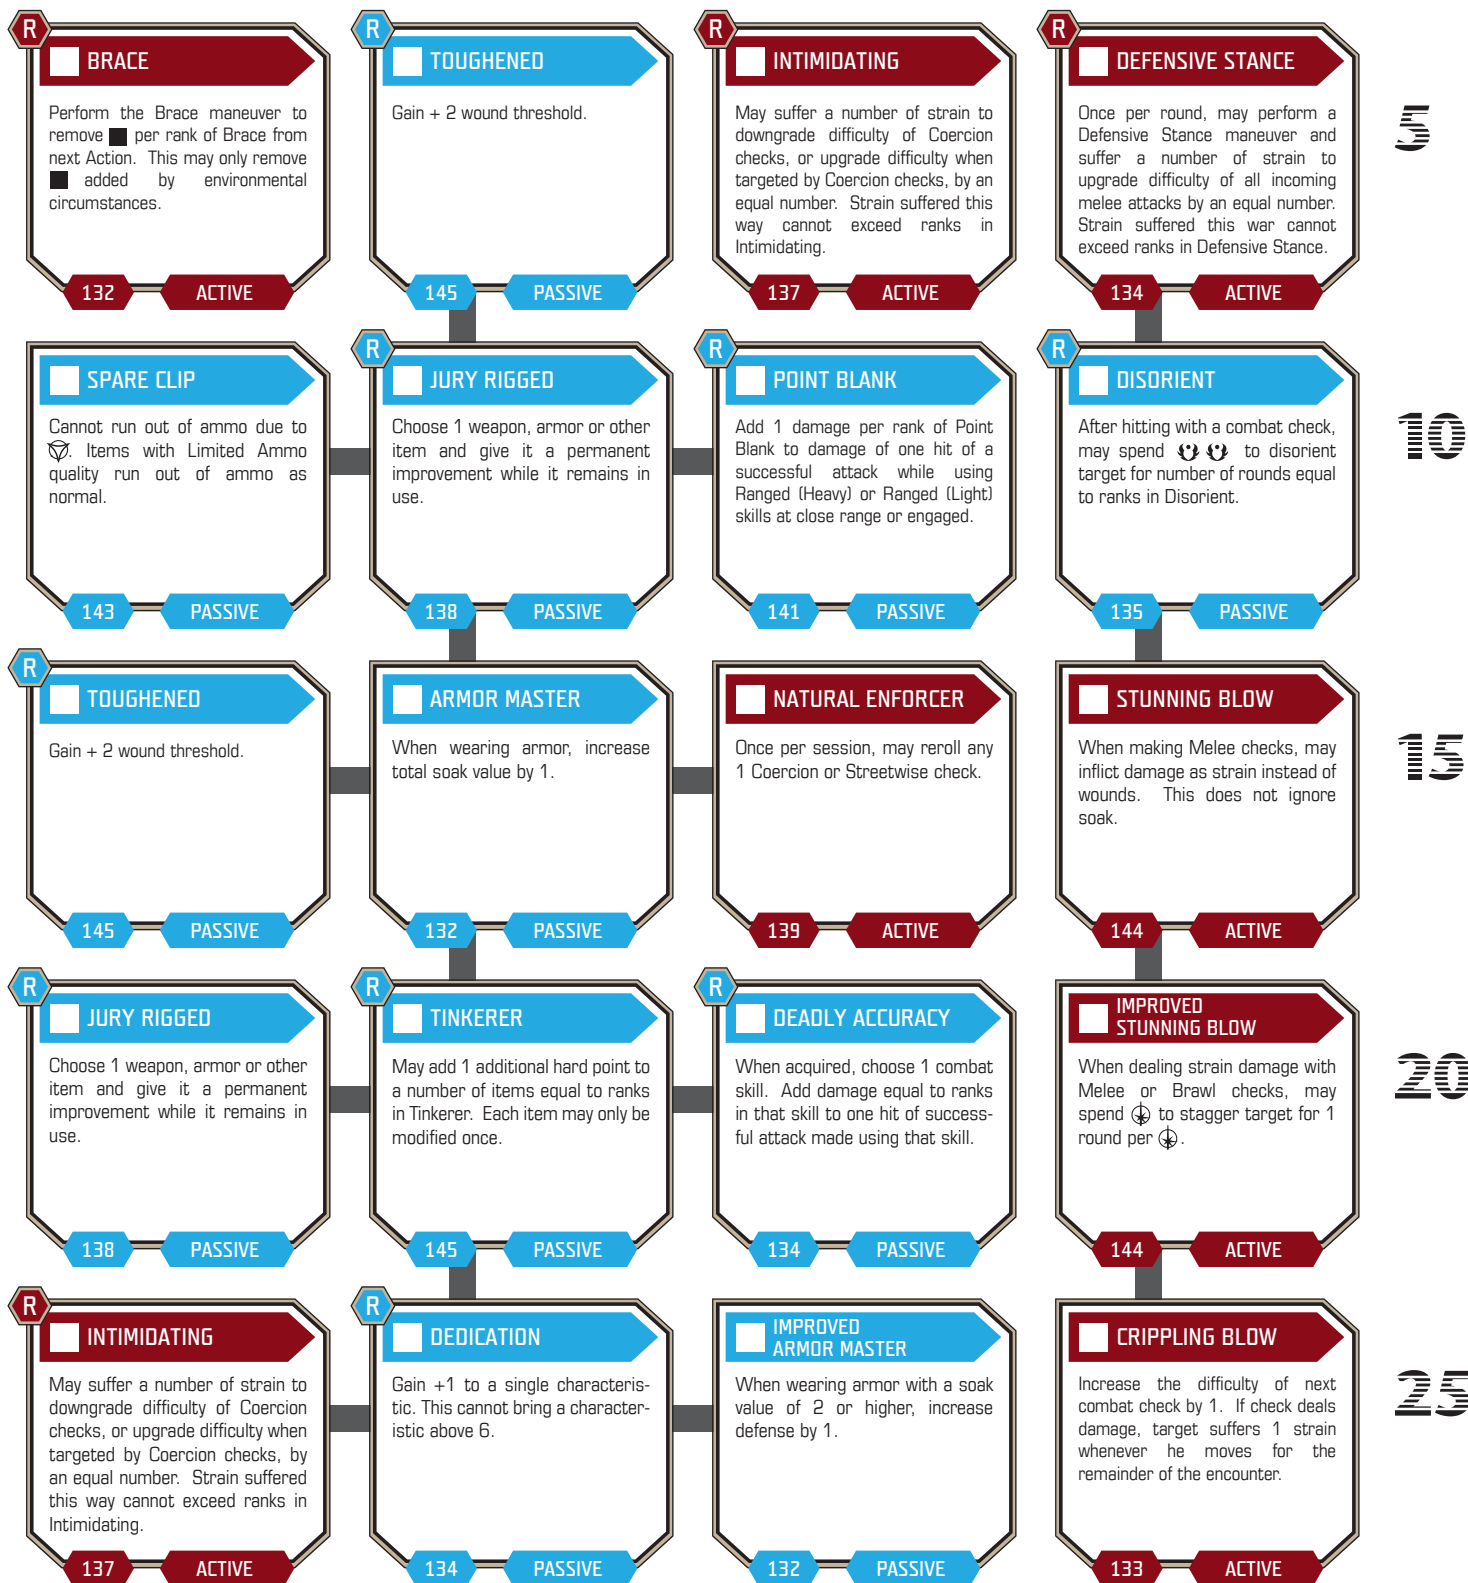 R
BRACE
Perform the Brace maneuver to
remove per rank of Brace from
next Action. This may only remove
added by environmental
circumstances.
132
ACTIVE
R
TOUGHENED
Gain + 2 wound threshold.
145
PASSIVE
R
INTIMIDATING
May suffer a number of strain to
downgrade difficulty of Coercion
checks, or upgrade difficulty when
targeted by Coercion checks, by an
equal number. Strain suffered this
way cannot exceed ranks in
Intimidating.
137
ACTIVE
R
DEFENSIVE STANCE
Once per round, may perform a
Defensive Stance maneuver and
suffer a number of strain to
upgrade difficulty of all incoming
melee attacks by an equal number.
Strain suffered this war cannot
exceed ranks in Defensive Stance.
134
ACTIVE
5
SPARE CLIP
Cannot run out of ammo due to
. Items with Limited Ammo
quality run out of ammo as
normal.
143
PASSIVE
R
JURY RIGGED
Choose 1 weapon, armor or other
item and give it a permanent
improvement while it remains in
use.
138
PASSIVE
R
POINT BLANK
Add 1 damage per rank of Point
Blank to damage of one hit of a
successful attack while using
Ranged (Heavy) or Ranged (Light)
skills at close range or engaged.
141
PASSIVE
R
DISORIENT
After hitting with a combat check,
may spend to disorient
target for number of rounds equal
to ranks in Disorient.
135
PASSIVE
10
R
TOUGHENED
Gain + 2 wound threshold.
145
PASSIVE
ARMOR MASTER
When wearing armor, increase
total soak value by 1.
132
PASSIVE
NATURAL ENFORCER
Once per session, may reroll any
1 Coercion or Streetwise check.
139
ACTIVE
STUNNING BLOW
When making Melee checks, may
inflict damage as strain instead of
wounds. This does not ignore
soak.
144
ACTIVE
15
R
JURY RIGGED
Choose 1 weapon, armor or other
item and give it a permanent
improvement while it remains in
use.
138
PASSIVE
R
TINKERER
May add 1 additional hard point to
a number of items equal to ranks
in Tinkerer. Each item may only be
modified once.
145
PASSIVE
R
DEADLY ACCURACY
When acquired, choose 1 combat
skill. Add damage equal to ranks
in that skill to one hit of success-
ful attack made using that skill.
134
PASSIVE
IMPROVED
STUNNING BLOW
When dealing strain damage with
Melee or Brawl checks, may
spend to stagger target for 1
round per .
144
ACTIVE
20
R
INTIMIDATING
May suffer a number of strain to
downgrade difficulty of Coercion
checks, or upgrade difficulty when
targeted by Coercion checks, by
an equal number. Strain suffered
this way cannot exceed ranks in
Intimidating.
137
ACTIVE
R
DEDICATION
Gain +1 to a single characteris-
tic. This cannot bring a character-
istic above 6.
134
PASSIVE
IMPROVED
ARMOR MASTER
When wearing armor with a soak
value of 2 or higher, increase
defense by 1.
132
PASSIVE
CRIPPLING BLOW
Increase the difficulty of next
combat check by 1. If check deals
damage, target suffers 1 strain
whenever he moves for the
remainder of the encounter.
133
ACTIVE
25